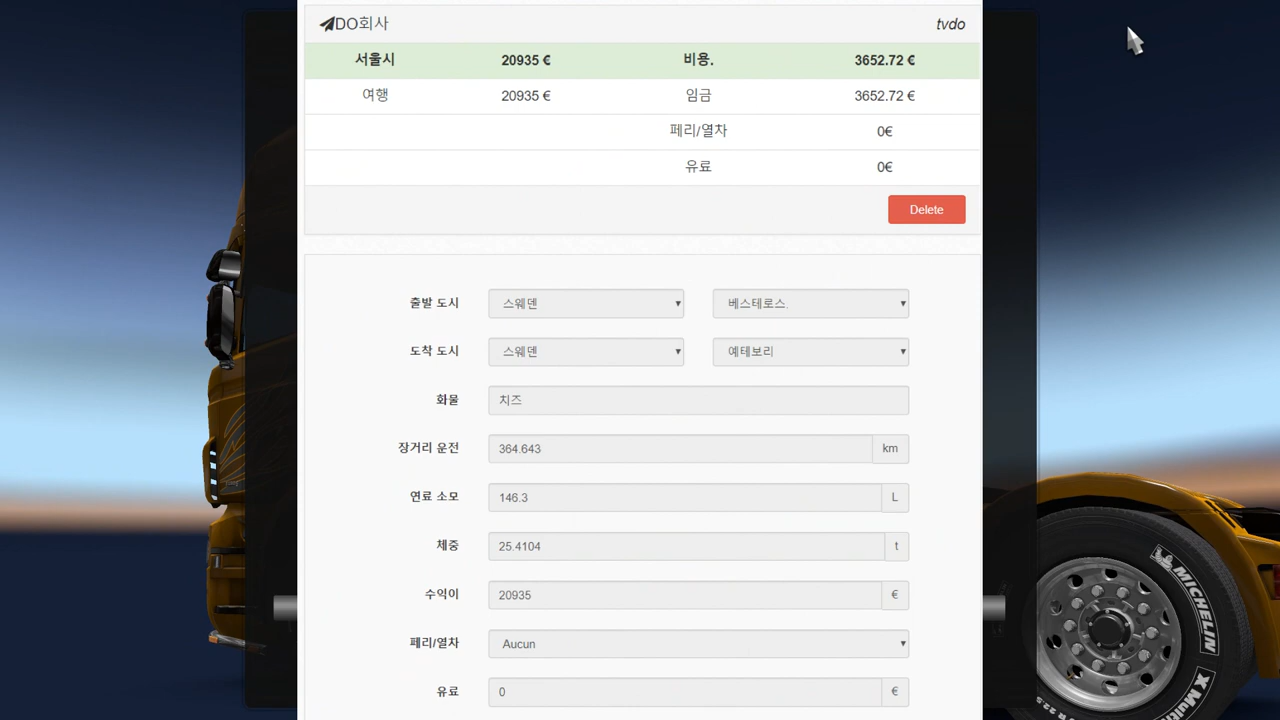 DO회사 tvdo
서울시 20935 € 비용. 3652.72 €
여행 20935 € 임금 3652.72 €
페리/열차 0€
유료 0€
Delete
출발 도시 스웨덴 베스테로스.
도착 도시 스웨덴 예테보리
화물 치즈
장거리 운전 364.643 km
연료 소모 146.3 L
체중 25.4104 t
수익이 20935 €
페리/열차 Aucun
유료 0 €
MICHELIN
X Multi